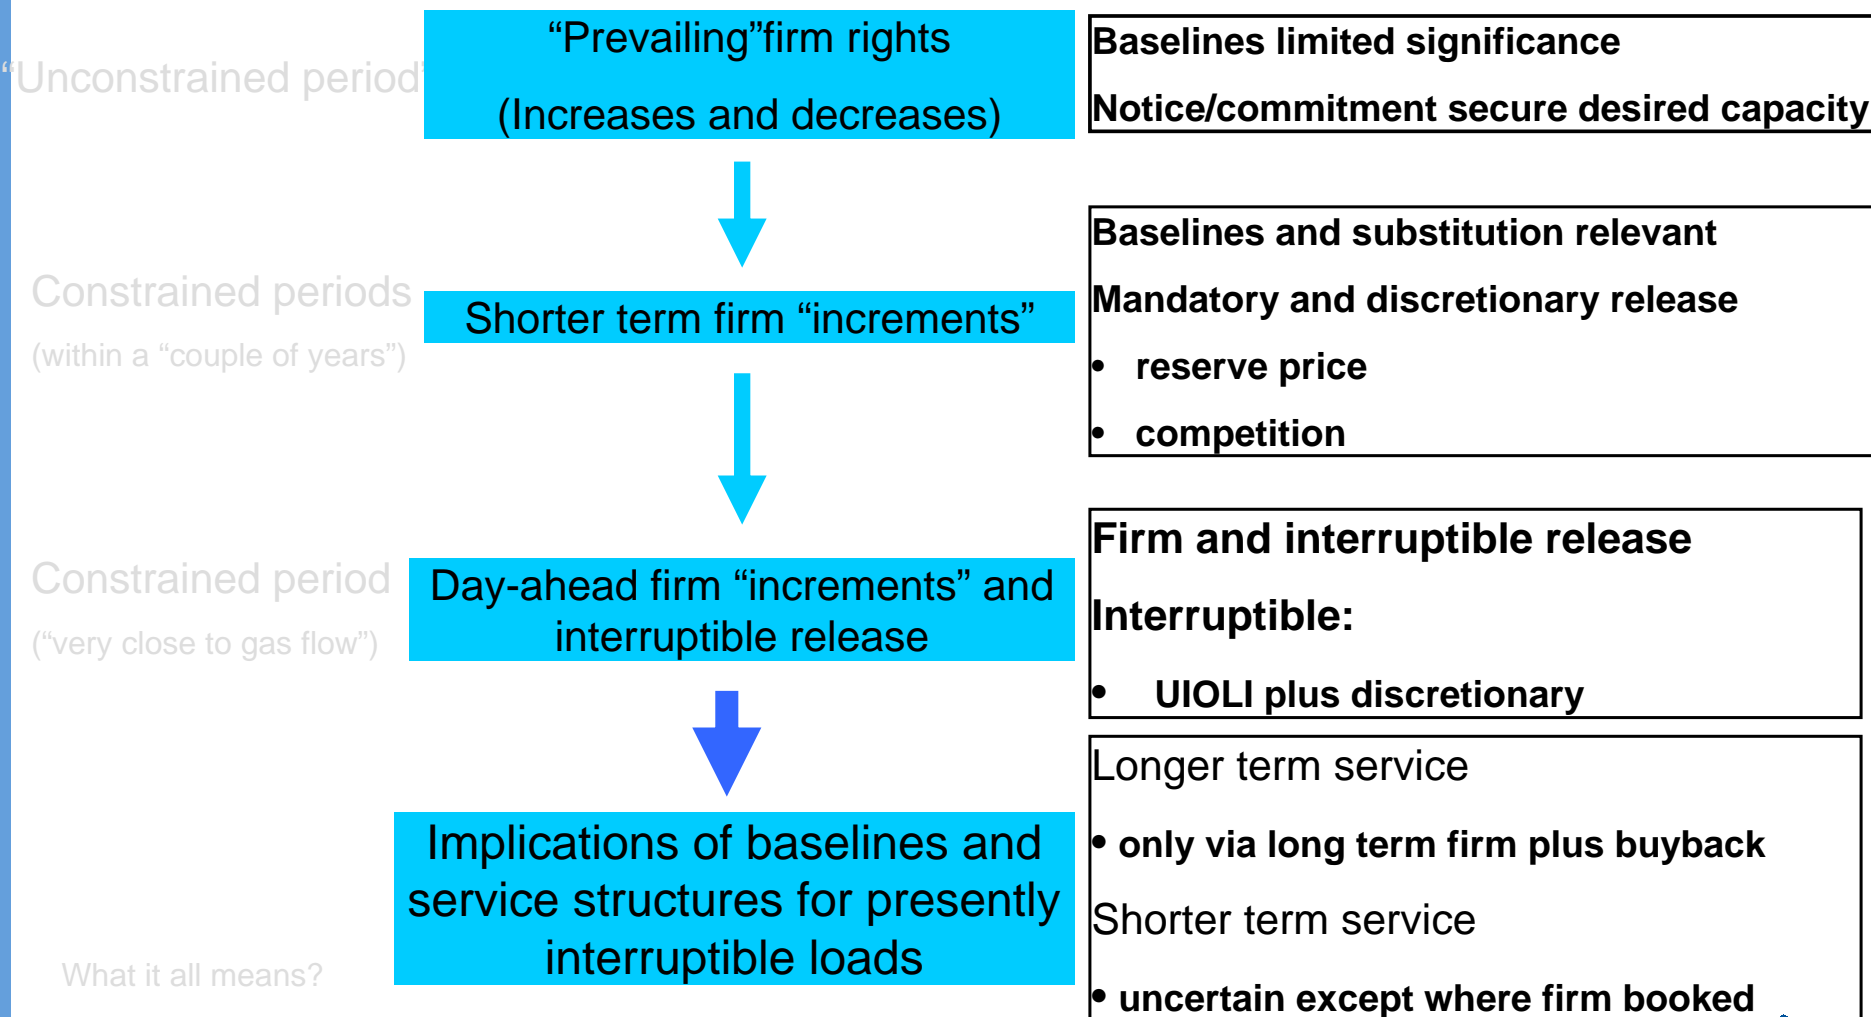 “Unconstrained period”
“Prevailing”firm rights
(Increases and decreases)
Baselines limited significance
Notice/commitment secure desired capacity
Constrained periods
(within a “couple of years”)
Shorter term firm “increments”
Baselines and substitution relevant
Mandatory and discretionary release
• reserve price
• competition
Constrained period
(“very close to gas flow”)
Day-ahead firm “increments” and
interruptible release
Firm and interruptible release
Interruptible:
• UIOLI plus discretionary
What it all means?
Implications of baselines and
service structures for presently
interruptible loads
Longer term service
• only via long term firm plus buyback
Shorter term service
• uncertain except where firm booked